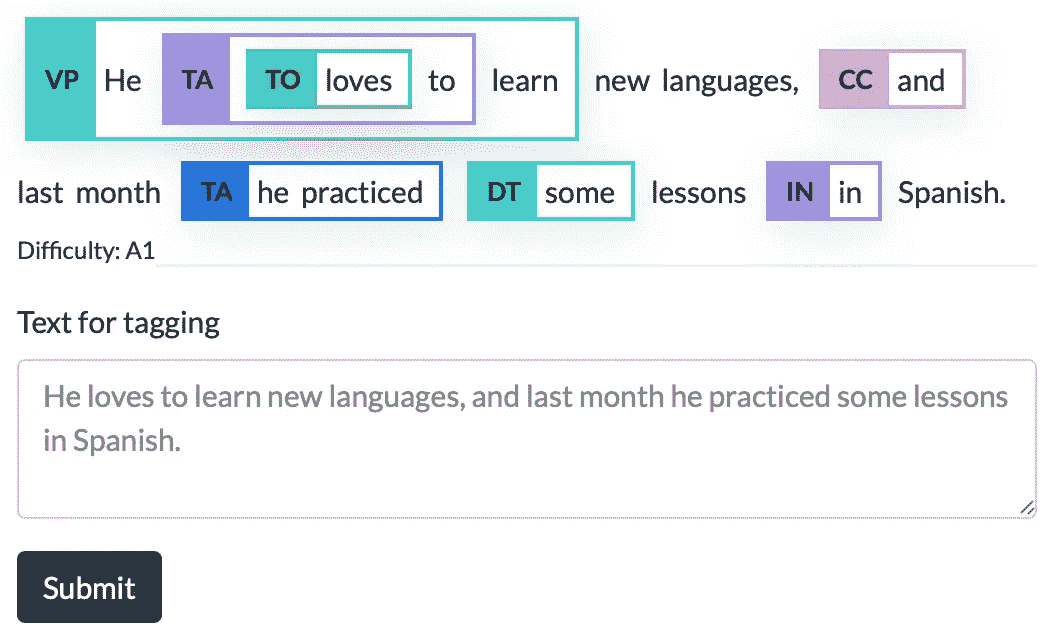 VP He TA TO loves to learn new languages, CC and
last month TA he practiced DT some lessons IN in Spanish.
Difficulty: A1
Text for tagging
He loves to learn new languages, and last month he practiced some lessons
in Spanish.
Submit